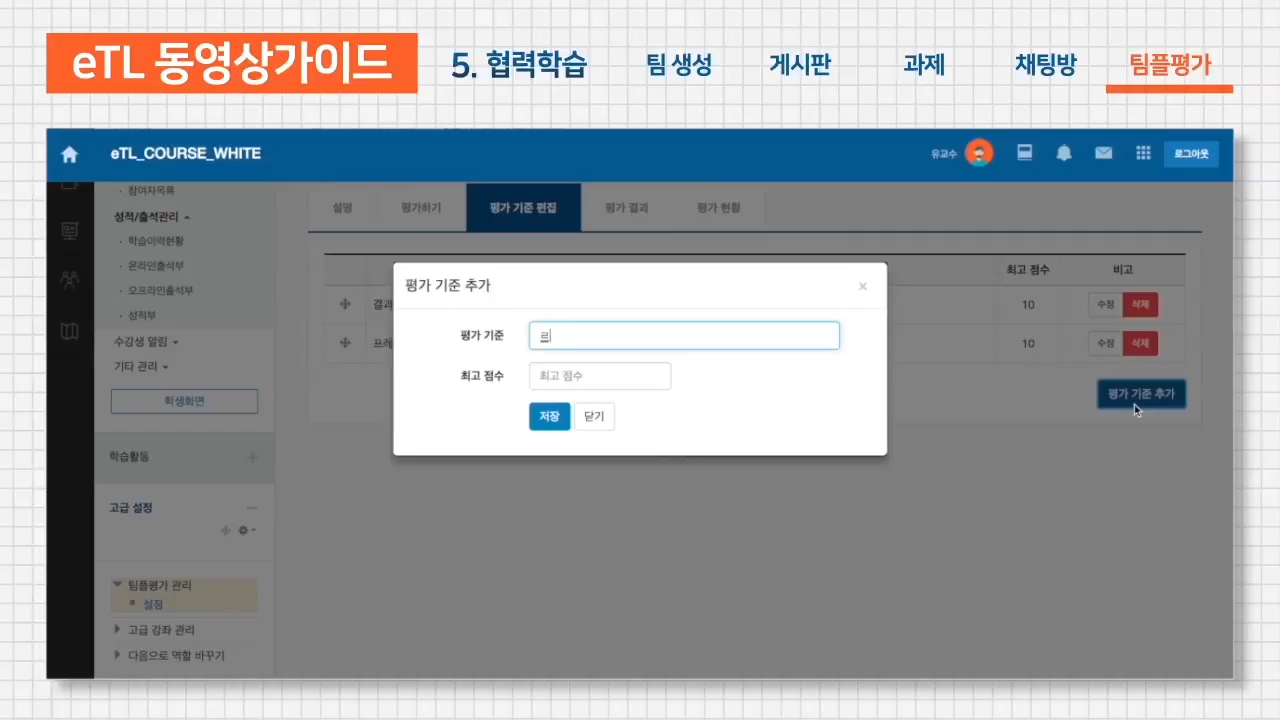 eTL 동영상가이드
5. 협력학습
팀 생성
게시판
과제
채팅방
팀플평가
eTL_COURSE_WHITE
유교수
로그아웃
참여자목록
성적/출석관리
학습이력현황
온라인출석부
오프라인출석부
성적부
수강생 알림
기타 관리
학생화면
학습활동
고급 설정
팀플평가 관리
설정
고급 강좌 관리
다음으로 역할 바꾸기
설명
평가하기
평가 기준 편집
평가 결과
평가 현황
최고 점수
비고
결과
10
수정
삭제
프레
10
수정
삭제
평가 기준 추가
평가 기준 추가
×
평가 기준
르
최고 점수
최고 점수
저장
닫기